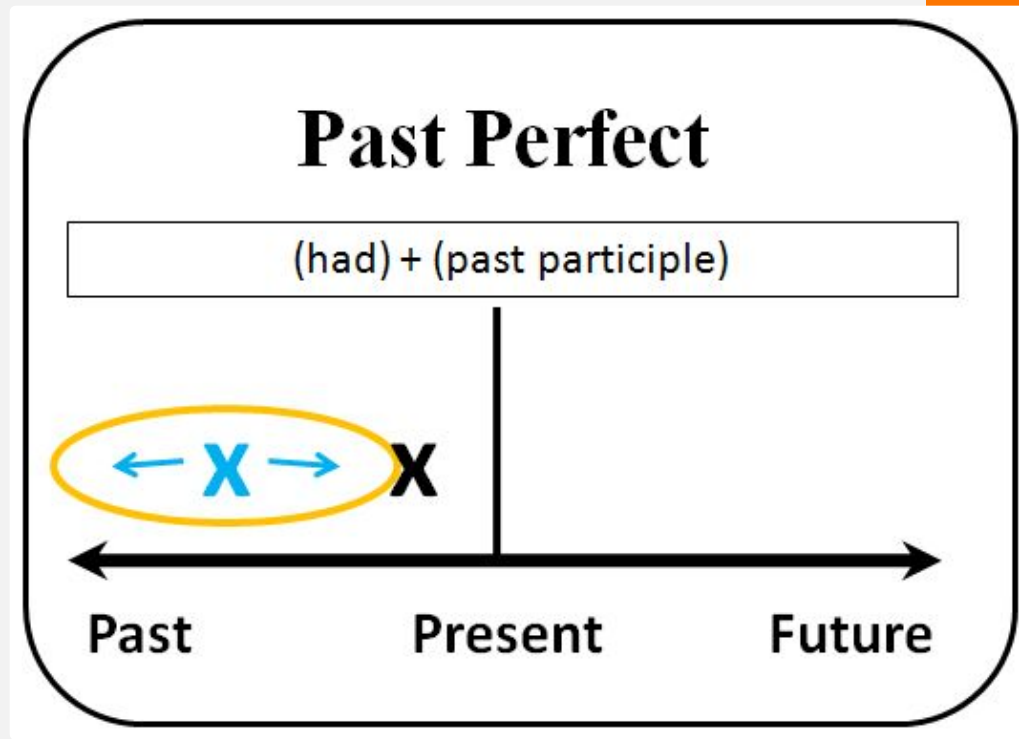 Past Perfect
(had) + (past participle)
X X
Past Present Future